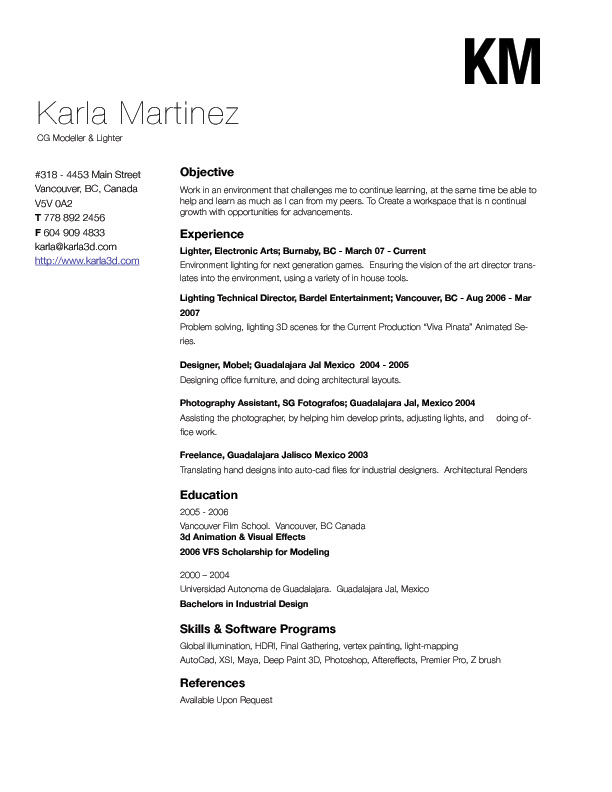 KM
Karla Martinez
CG Modeller & Lighter
#318 - 4453 Main Street
Vancouver, BC, Canada
V5V 0A2
T 778 892 2456
F 604 909 4833
karla@karla3d.com
http://www.karla3d.com
Objective
Work in an environment that challenges me to continue learning, at the same time be able to
help and learn as much as I can from my peers. To Create a workspace that is n continual
growth with opportunities for advancements.
Experience
Lighter, Electronic Arts; Burnaby, BC - March 07 - Current
Environment lighting for next generation games. Ensuring the vision of the art director trans-
lates into the environment, using a variety of in house tools.
Lighting Technical Director, Bardel Entertainment; Vancouver, BC - Aug 2006 - Mar
2007
Problem solving, lighting 3D scenes for the Current Production “Viva Pinata” Animated Se-
ries.
Designer, Mobel; Guadalajara Jal Mexico 2004 - 2005
Designing office furniture, and doing architectural layouts.
Photography Assistant, SG Fotografos; Guadalajara Jal, Mexico 2004
Assisting the photographer, by helping him develop prints, adjusting lights, and doing of-
fice work.
Freelance, Guadalajara Jalisco Mexico 2003
Translating hand designs into auto-cad files for industrial designers. Architectural Renders
Education
2005 - 2006
Vancouver Film School. Vancouver, BC Canada
3d Animation & Visual Effects
2006 VFS Scholarship for Modeling
2000 – 2004
Universidad Autonoma de Guadalajara. Guadalajara Jal, Mexico
Bachelors in Industrial Design
Skills & Software Programs
Global illumination, HDRI, Final Gathering, vertex painting, light-mapping
AutoCad, XSI, Maya, Deep Paint 3D, Photoshop, Aftereffects, Premier Pro, Z brush
References
Available Upon Request